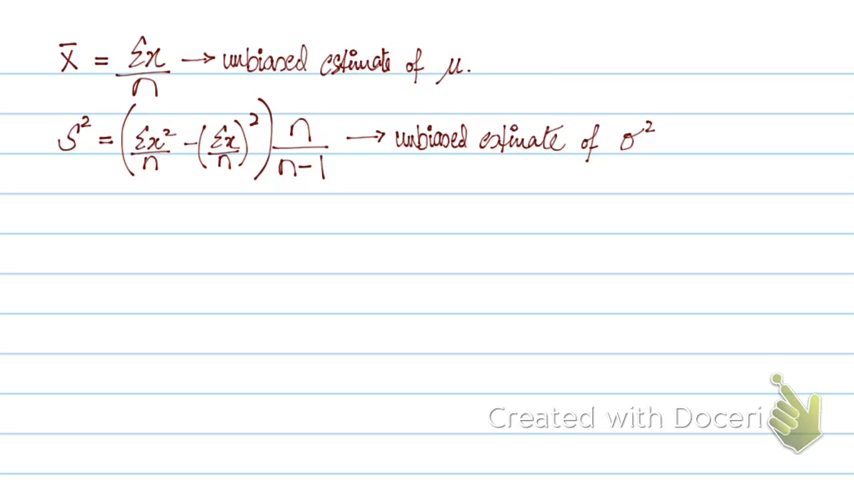 X̄ = Σx/n → unbiased estimate of μ.
S² = (Σx²/n − (Σx/n)²) n/(n−1) → unbiased estimate of σ²
Created with Doceri